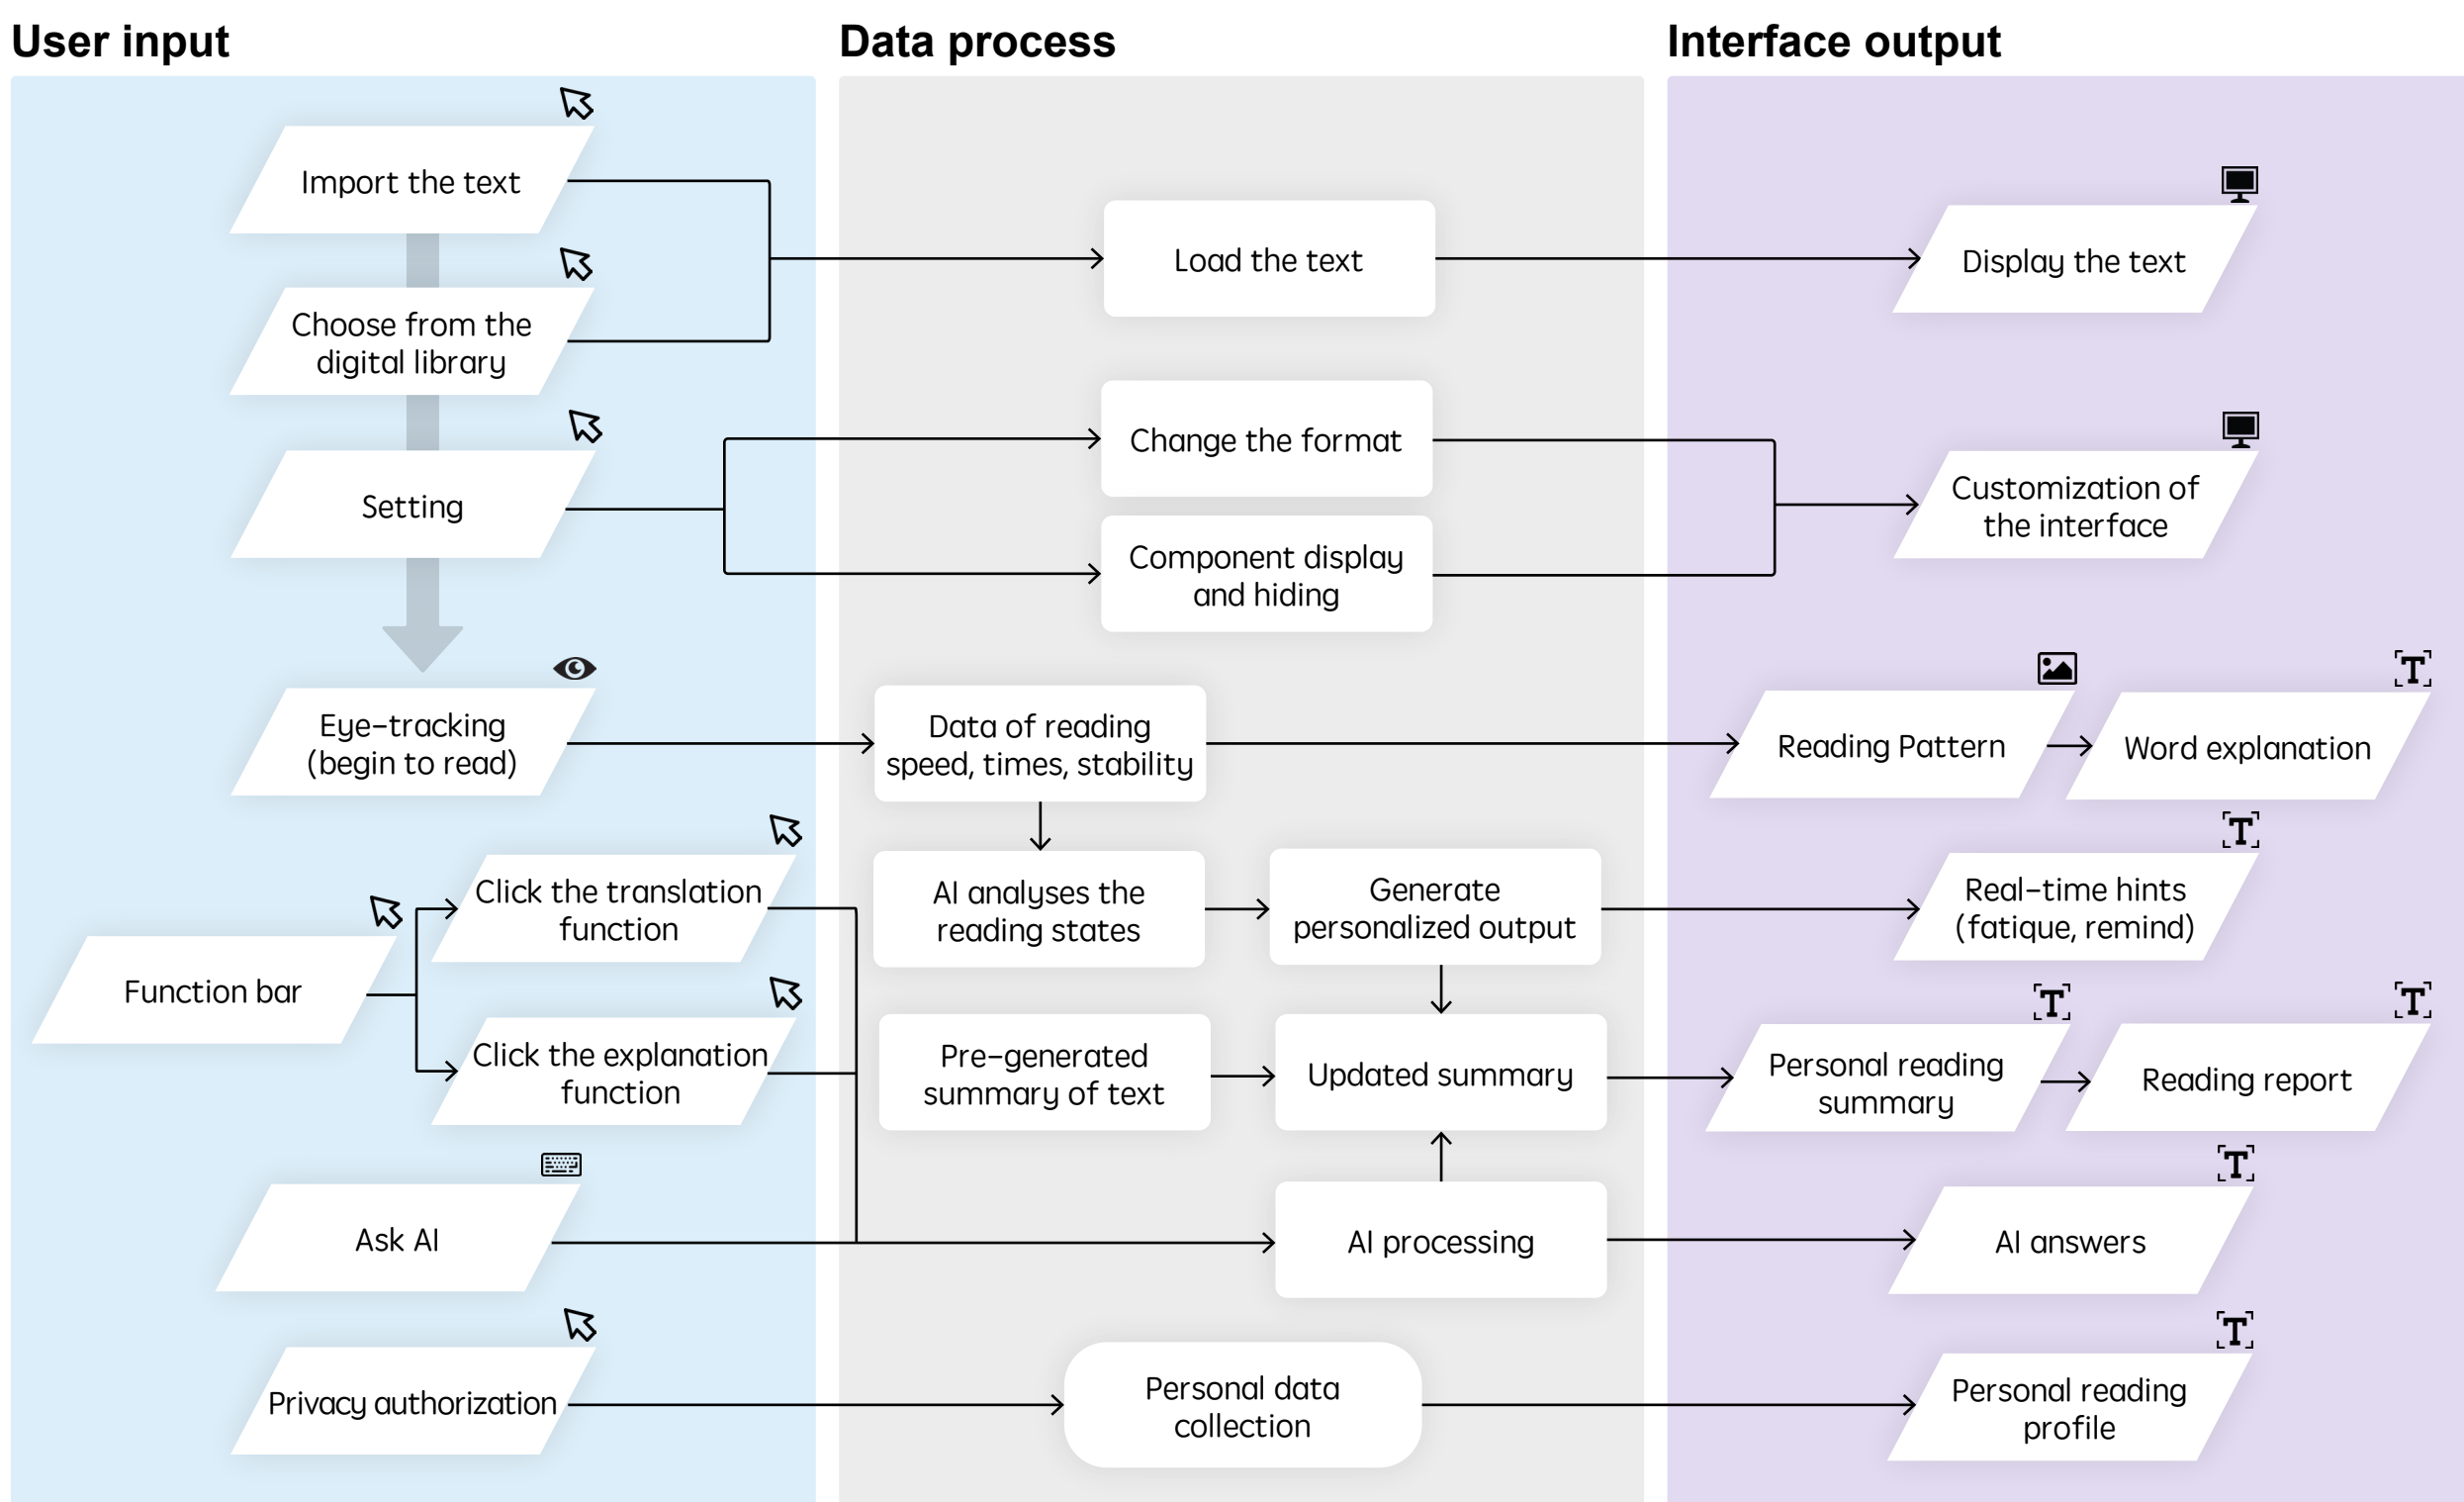 User input
Data process
Interface output
Import the text
Choose from the
digital library
Setting
Eye-tracking
(begin to read)
Function bar
Click the translation
function
Click the explanation
function
Ask AI
Privacy authorization
Load the text
Change the format
Component display
and hiding
Data of reading
speed, times, stability
AI analyses the
reading states
Generate
personalized output
Pre-generated
summary of text
Updated summary
AI processing
Personal data
collection
Display the text
Customization of
the interface
Reading Pattern
Word explanation
Real-time hints
(fatique, remind)
Personal reading
summary
Reading report
AI answers
Personal reading
profile